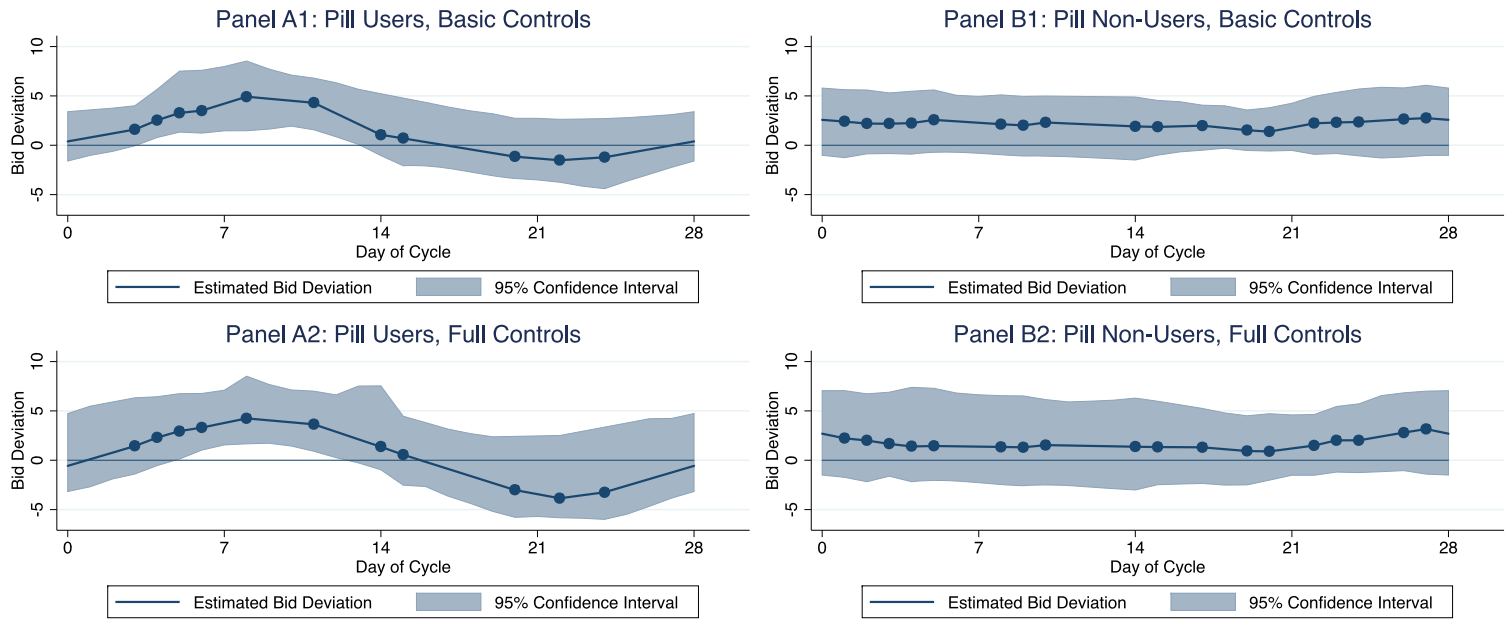 Panel A1: Pill Users, Basic Controls
10
5
0
-5
Bid Deviation
0 7 14 21 28
Day of Cycle
Estimated Bid Deviation 95% Confidence Interval
Panel B1: Pill Non-Users, Basic Controls
10
5
0
-5
Bid Deviation
0 7 14 21 28
Day of Cycle
Estimated Bid Deviation 95% Confidence Interval
Panel A2: Pill Users, Full Controls
10
5
0
-5
Bid Deviation
0 7 14 21 28
Day of Cycle
Estimated Bid Deviation 95% Confidence Interval
Panel B2: Pill Non-Users, Full Controls
10
5
0
-5
Bid Deviation
0 7 14 21 28
Day of Cycle
Estimated Bid Deviation 95% Confidence Interval